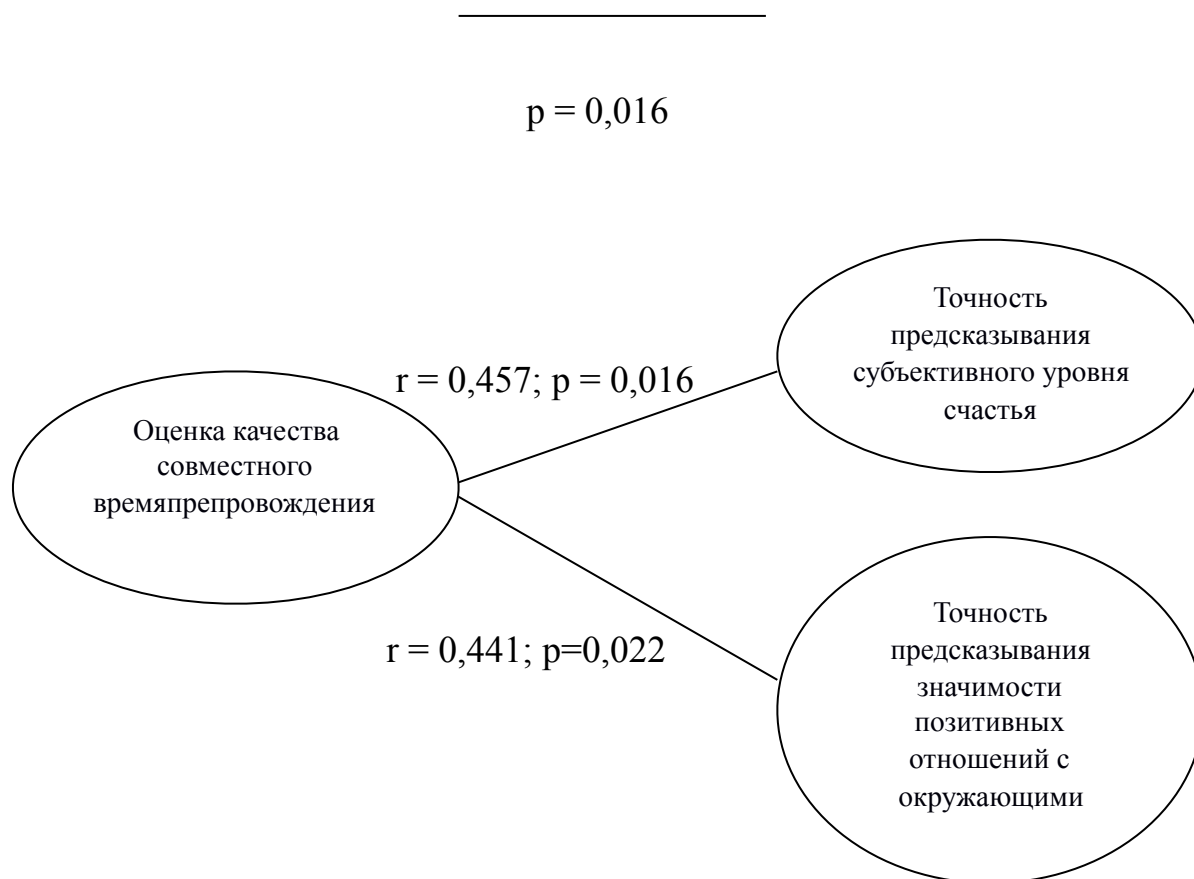 p = 0,016
Точность
предсказывания
субъективного уровня
счастья
r = 0,457; p = 0,016
Оценка качества
совместного
времяпрепровождения
r = 0,441; p=0,022
Точность
предсказывания
значимости
позитивных
отношений с
окружающими